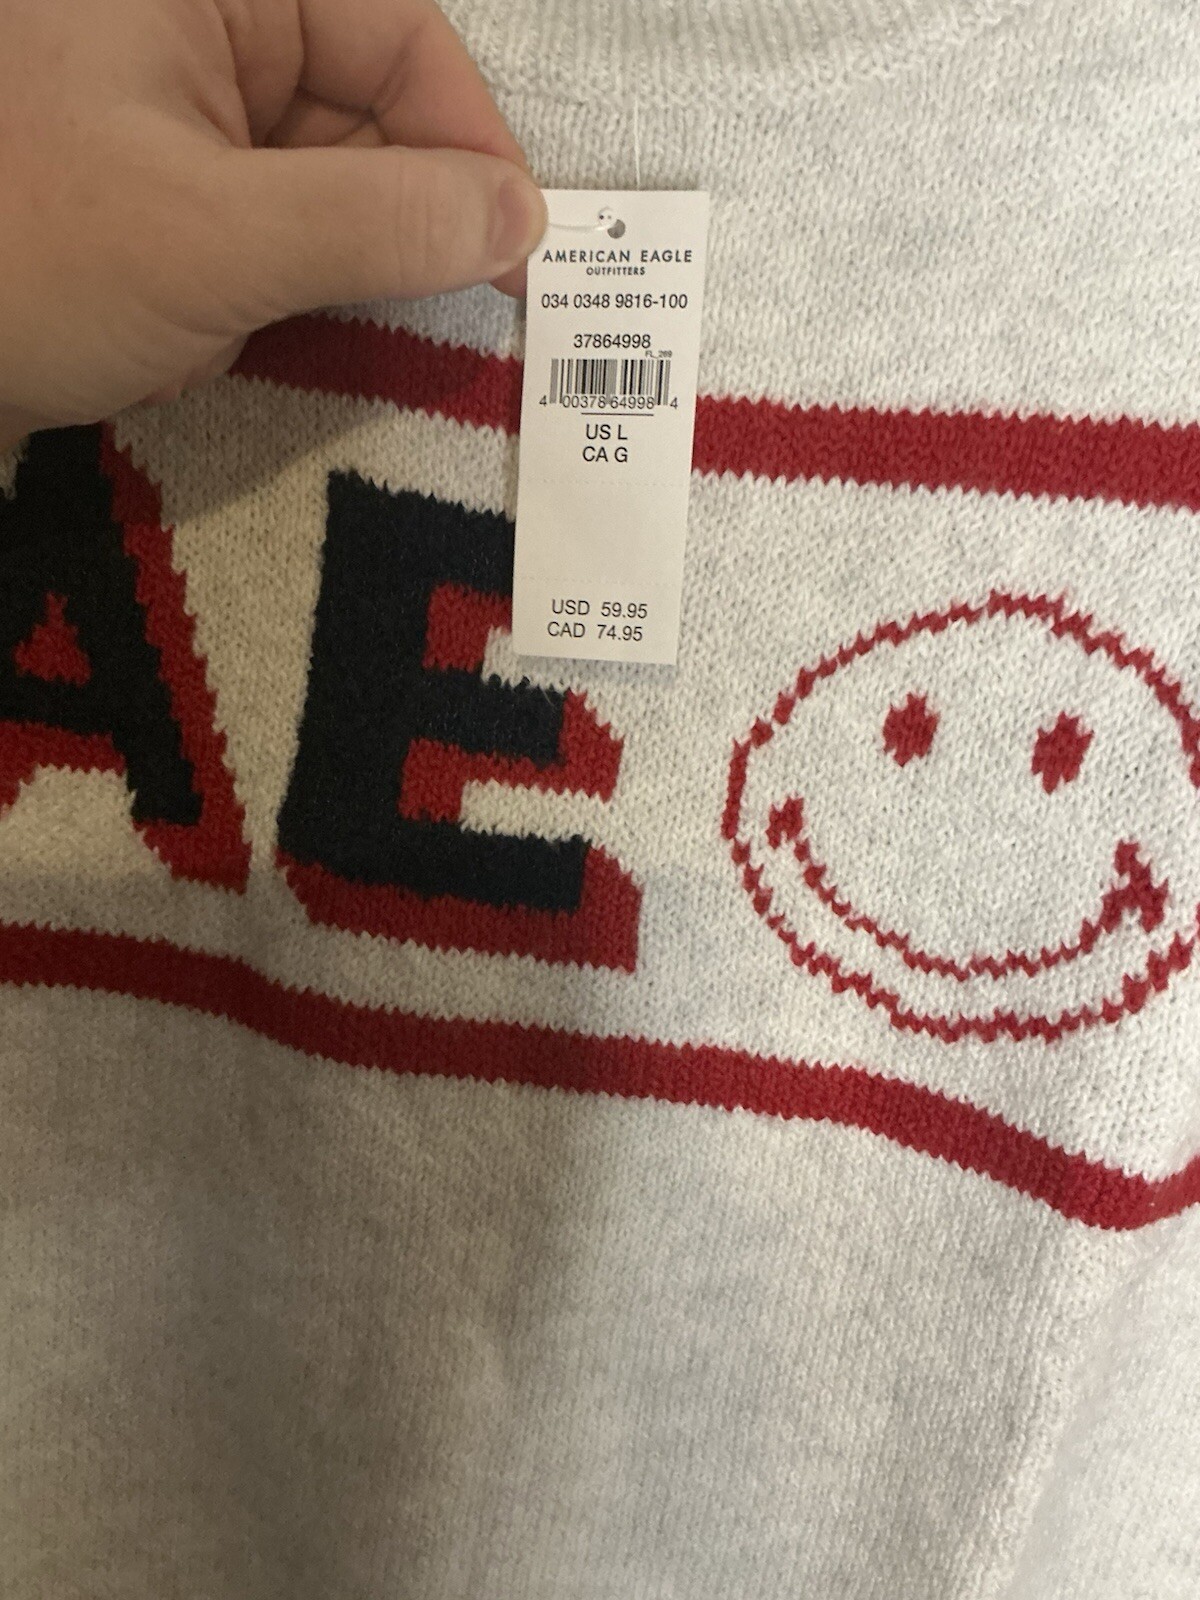 AMERICAN EAGLE
OUTFITTERS
034 0348 9816-100
37864998
FL_269
4 00378 64998 4
US L
CA G
USD 59.95
CAD 74.95
AE